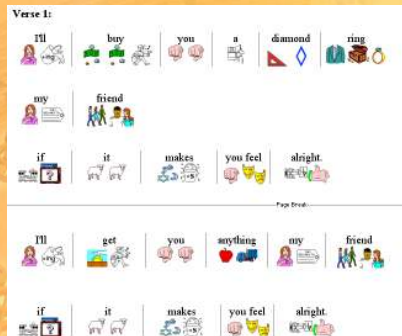 Verse 1:
I'll buy you a diamond ring
my friend
if it makes you feel alright.
Page Break
I'll get you anything my friend
if it makes you feel alright.